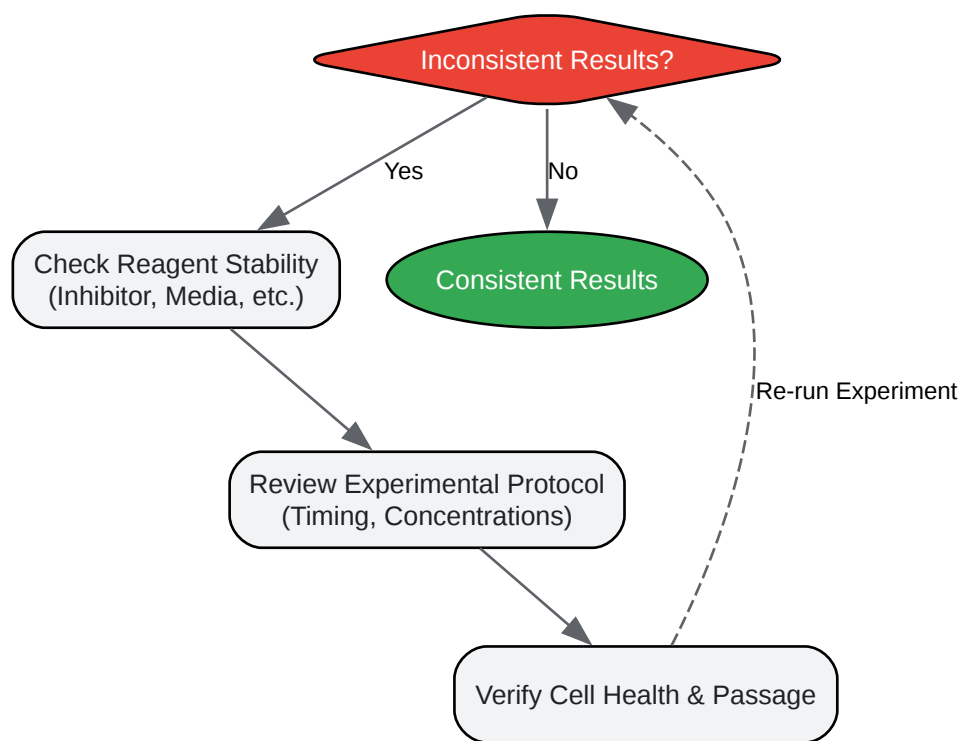 Inconsistent Results?
Yes
No
Check Reagent Stability
(Inhibitor, Media, etc.)
Consistent Results
Re-run Experiment
Review Experimental Protocol
(Timing, Concentrations)
Verify Cell Health & Passage